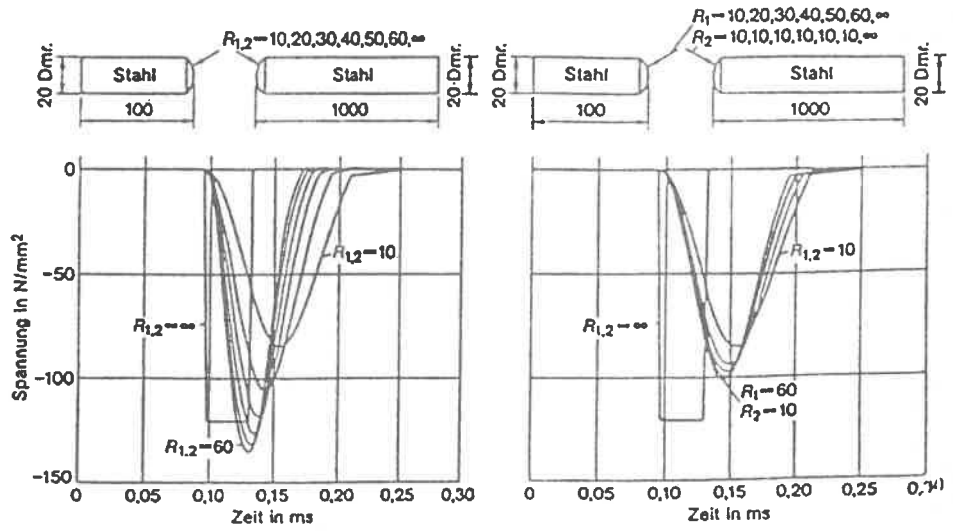 R₁,₂=10,20,30,40,50,60,∞
20 Dmr.
Stahl
Stahl
20·Dmr.
100
1000
R₁=10,20,30,40,50,60,∞
R₂=10,10,10,10,10,10,∞
20 Dmr.
Stahl
Stahl
20 Dmr.
100
1000
Spannung in N/mm²
0
−50
−100
−150
R₁,₂=10
R₁,₂=∞
R₁,₂=60
0 0,05 0,10 0,15 0,20 0,25 0,30
Zeit in ms
R₁,₂=10
R₁,₂=∞
R₁=60
R₂=10
0 0,05 0,10 0,15 0,20 0,25
Zeit in ms